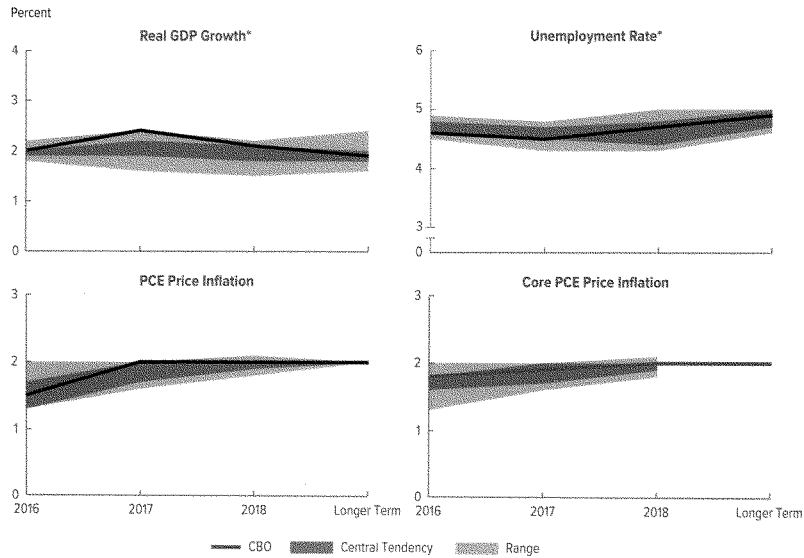 Percent
Real GDP Growth*
4
3
2
1
0
Unemployment Rate*
6
5
4
3
0
PCE Price Inflation
3
2
1
0
2016 2017 2018 Longer Term
Core PCE Price Inflation
3
2
1
0
2016 2017 2018 Longer Term
CBO Central Tendency Range